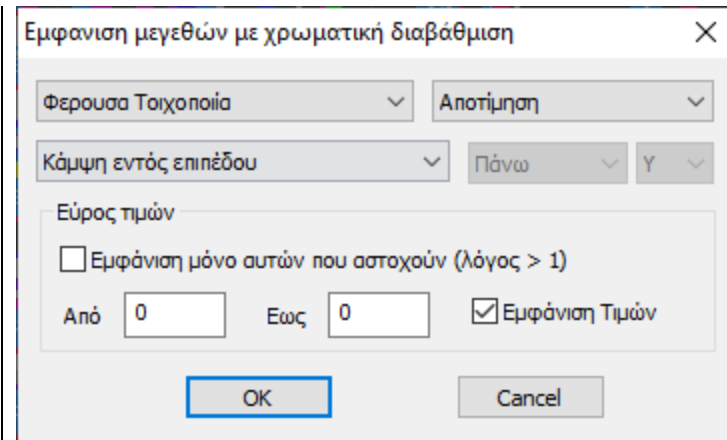 Εμφανιση μεγεθών με χρωματική διαβάθμιση
Φερουσα Τοιχοποιία Αποτίμηση
Κάμψη εντός επιπέδου Πάνω Y
Εύρος τιμών
Εμφάνιση μόνο αυτών που αστοχούν (λόγος > 1)
Από 0 Εως 0 Εμφάνιση Τιμών
OK Cancel